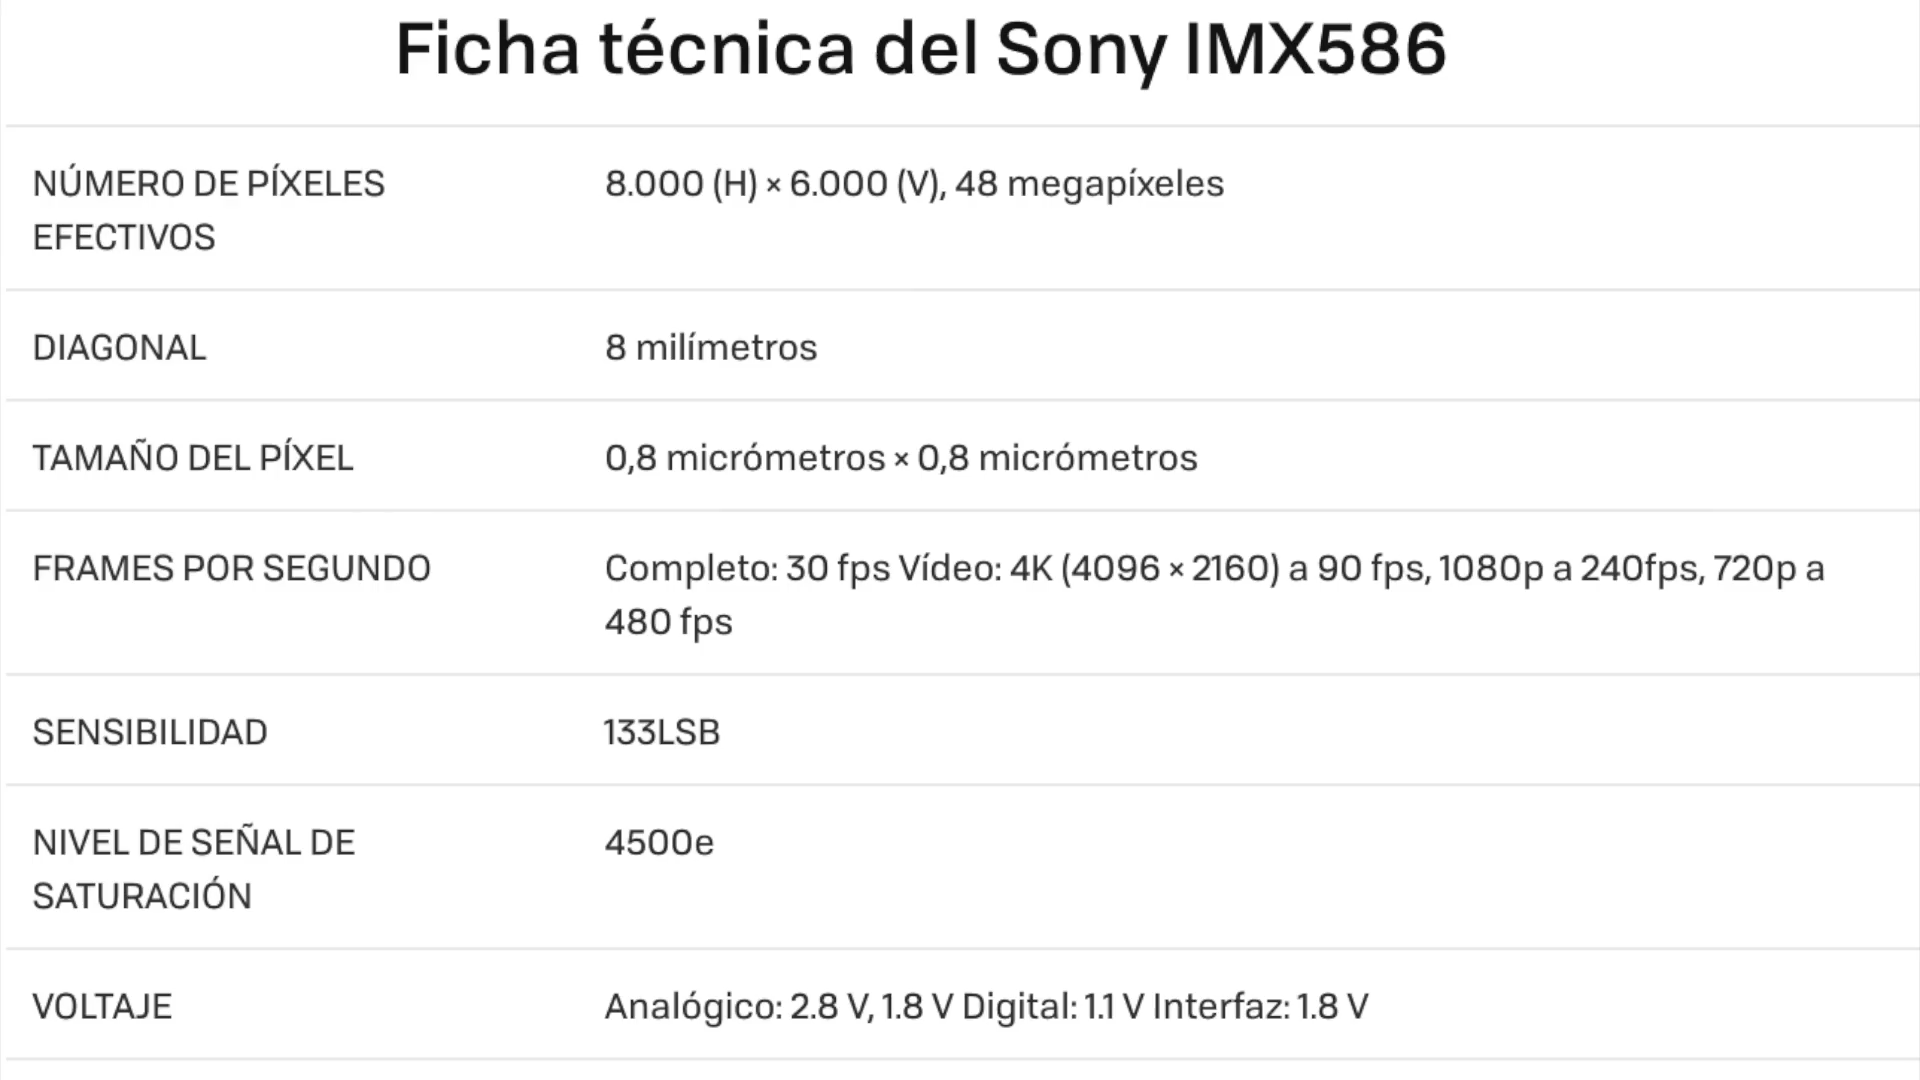 Ficha técnica del Sony IMX586
NÚMERO DE PÍXELES
EFECTIVOS
8.000 (H) × 6.000 (V), 48 megapíxeles
DIAGONAL
8 milímetros
TAMAÑO DEL PÍXEL
0,8 micrómetros × 0,8 micrómetros
FRAMES POR SEGUNDO
Completo: 30 fps Vídeo: 4K (4096 × 2160) a 90 fps, 1080p a 240fps, 720p a
480 fps
SENSIBILIDAD
133LSB
NIVEL DE SEÑAL DE
SATURACIÓN
4500e
VOLTAJE
Analógico: 2.8 V, 1.8 V Digital: 1.1 V Interfaz: 1.8 V